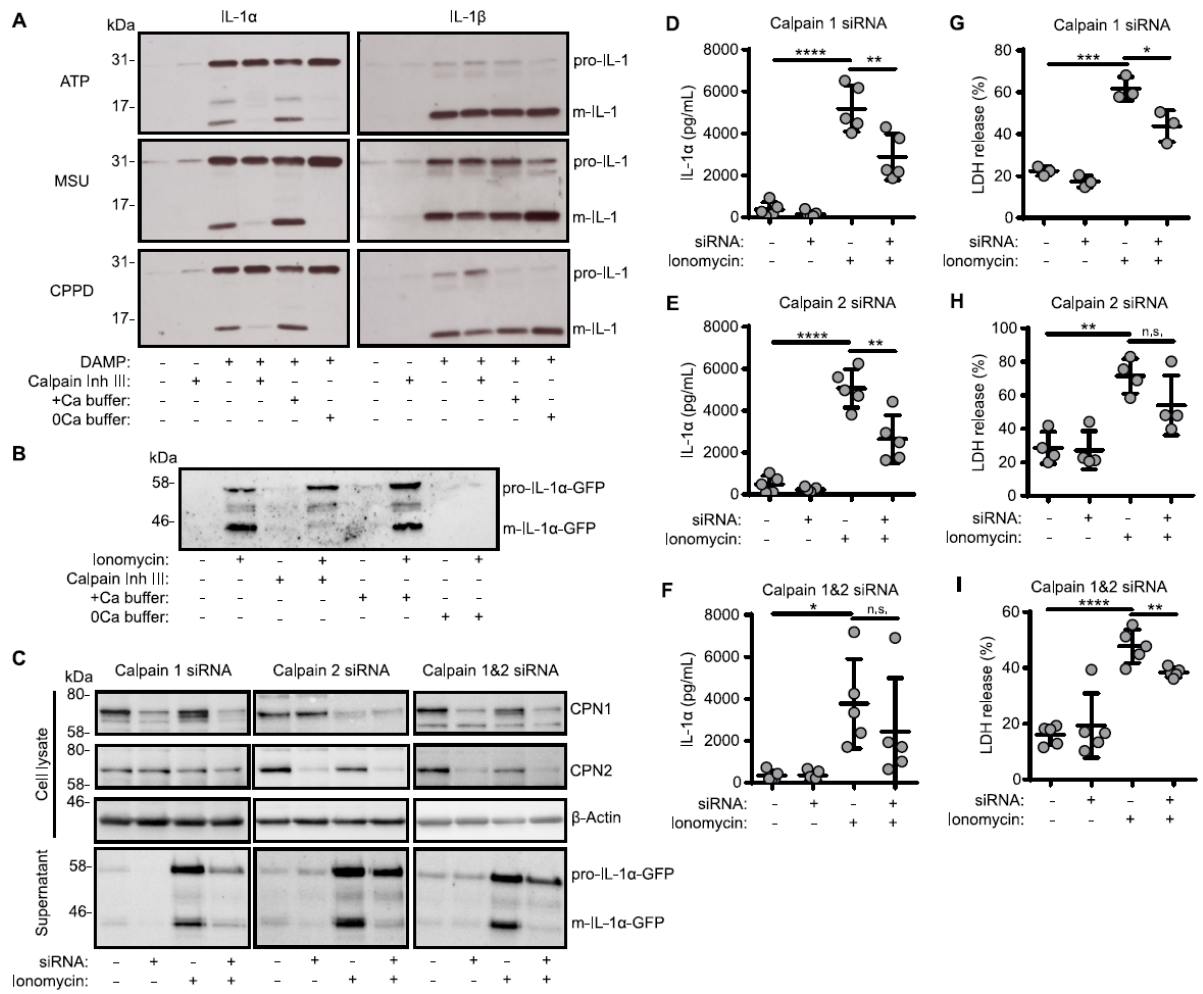 A
IL-1α
IL-1β
kDa
ATP
31-
17-
pro-IL-1
m-IL-1
MSU
31-
17-
pro-IL-1
m-IL-1
CPPD
31-
17-
pro-IL-1
m-IL-1
DAMP: - - + + + + - - + + + +
Calpain Inh III: - + - + - - - + - + - -
+Ca buffer: - - - - + - - - - - + -
0Ca buffer: - - - - - + - - - - - +
B
kDa
58-
46-
pro-IL-1α-GFP
m-IL-1α-GFP
Ionomycin: - + - + - + - +
Calpain Inh III: - - + + - - - -
+Ca buffer: - - - - + + - -
0Ca buffer: - - - - - - + +
C
Calpain 1 siRNA Calpain 2 siRNA Calpain 1&2 siRNA
kDa
Cell lysate
80-
58-
CPN1
80-
58-
CPN2
46-
β-Actin
Supernatant
58-
46-
pro-IL-1α-GFP
m-IL-1α-GFP
siRNA: - + - + - + - + - + - +
Ionomycin: - - + + - - + + - - + +
D
Calpain 1 siRNA
**** **
IL-1α (pg/mL)
8000
6000
4000
2000
0
siRNA: - + - +
Ionomycin: - - + +
E
Calpain 2 siRNA
**** **
IL-1α (pg/mL)
8000
6000
4000
2000
0
siRNA: - + - +
Ionomycin: - - + +
F
Calpain 1&2 siRNA
* n,s,
IL-1α (pg/mL)
8000
6000
4000
2000
0
siRNA: - + - +
Ionomycin: - - + +
G
Calpain 1 siRNA
*** *
LDH release (%)
80
60
40
20
0
siRNA: - + - +
Ionomycin: - - + +
H
Calpain 2 siRNA
** n,s,
LDH release (%)
100
80
60
40
20
0
siRNA: - + - +
Ionomycin: - - + +
I
Calpain 1&2 siRNA
**** **
LDH release (%)
60
40
20
0
siRNA: - + - +
Ionomycin: - - + +